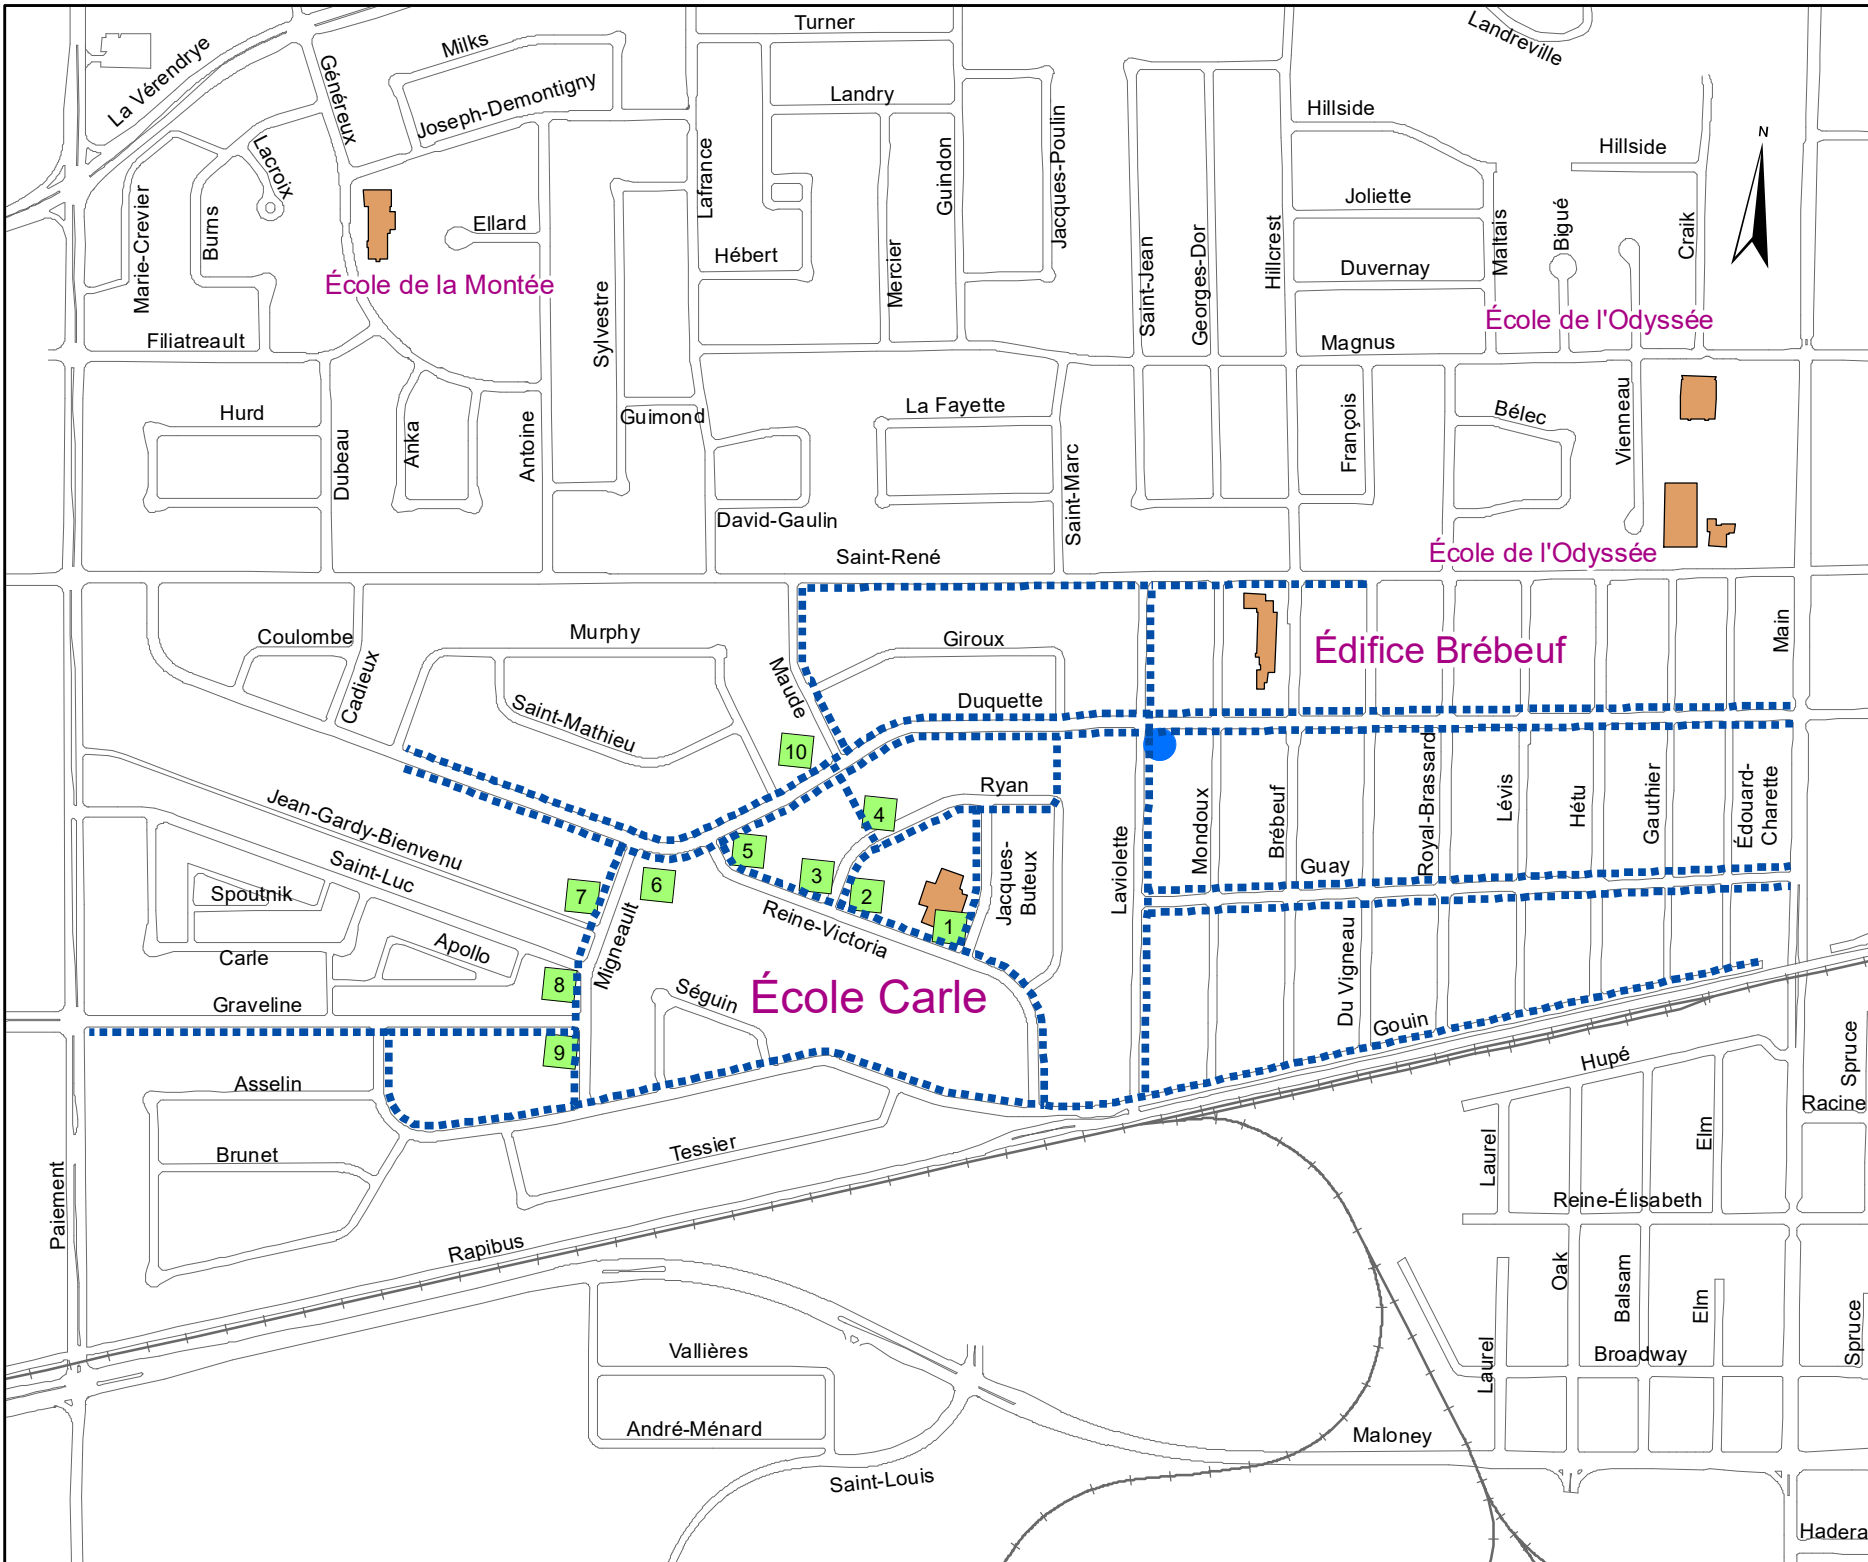 Turner
Landreville
Milks
La Vérendrye
Généreux
Joseph-Demontigny
Landry
Hillside
N
Hillside
Lacroix
Lafrance
Guindon
Jacques-Poulin
Joliette
Marie-Crevier
Burns
Ellard
Hébert
Mercier
Saint-Jean
Georges-Dor
Hillcrest
Duvernay
Maltais
Bigué
Craik
École de la Montée
École de l'Odyssée
Filiatreault
Sylvestre
Magnus
Hurd
Guimond
La Fayette
François
Bélec
Vienneau
Dubeau
Anka
Antoine
David-Gaulin
Saint-Marc
Saint-René
École de l'Odyssée
Coulombe
Murphy
Giroux
Édifice Brébeuf
Main
Cadieux
Saint-Mathieu
Maude
Duquette
10
Ryan
Jean-Gardy-Bienvenu
4
Mondoux
Brébeuf
Royal-Brassard
Lévis
Hétu
Gauthier
Édouard-
Charette
Saint-Luc
5
3
6
2
7
Jacques-
Buteux
Laviolette
Guay
Spoutnik
1
Reine-Victoria
Migneault
Carle
Apollo
8
Séguin
École Carle
Du Vigneau
Graveline
Gouin
9
Hupé
Asselin
Spruce
Racine
Brunet
Tessier
Laurel
Elm
Paiement
Reine-Élisabeth
Rapibus
Oak
Balsam
Elm
Spruce
Vallières
Laurel
Broadway
André-Ménard
Maloney
Saint-Louis
Hadera